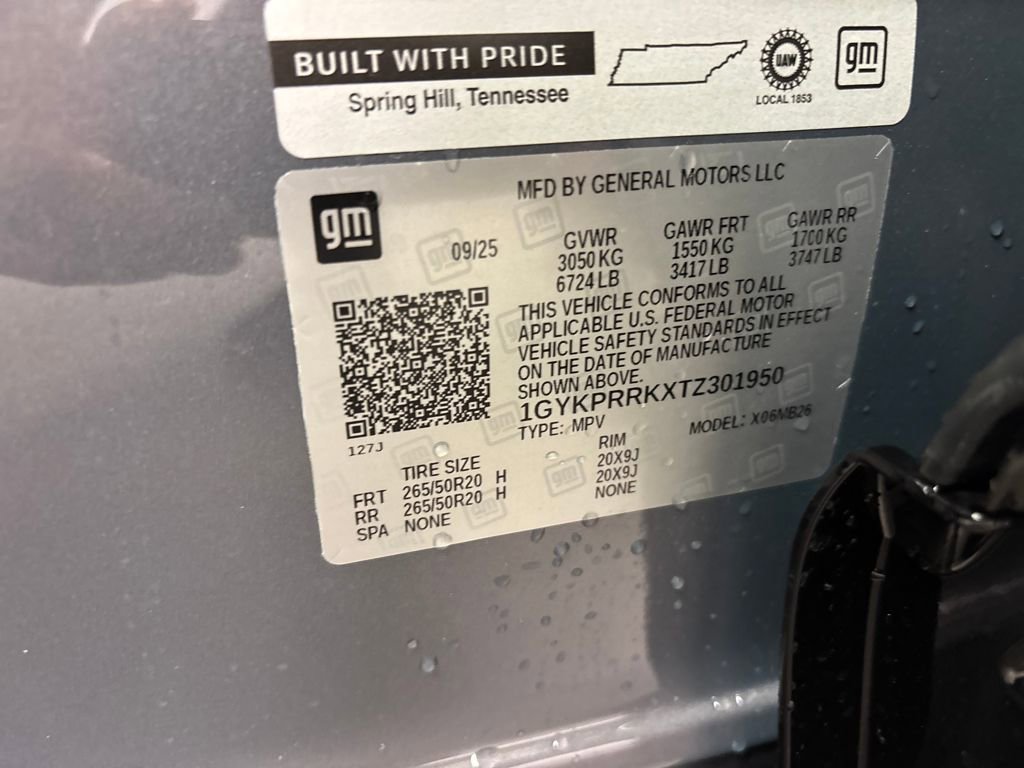 BUILT WITH PRIDE
Spring Hill, Tennessee
UAW
LOCAL 1853
gm
gm
MFD BY GENERAL MOTORS LLC
09/25
GVWR
3050 KG
6724 LB
GAWR FRT
1550 KG
3417 LB
GAWR RR
1700 KG
3747 LB
THIS VEHICLE CONFORMS TO ALL
APPLICABLE U.S. FEDERAL MOTOR
VEHICLE SAFETY STANDARDS IN EFFECT
ON THE DATE OF MANUFACTURE
SHOWN ABOVE.
1GYKPRRKXTZ301950
TYPE: MPV
MODEL: X06MB26
127J
TIRE SIZE RIM
FRT 265/50R20 H 20X9J
RR 265/50R20 H 20X9J
SPA NONE NONE